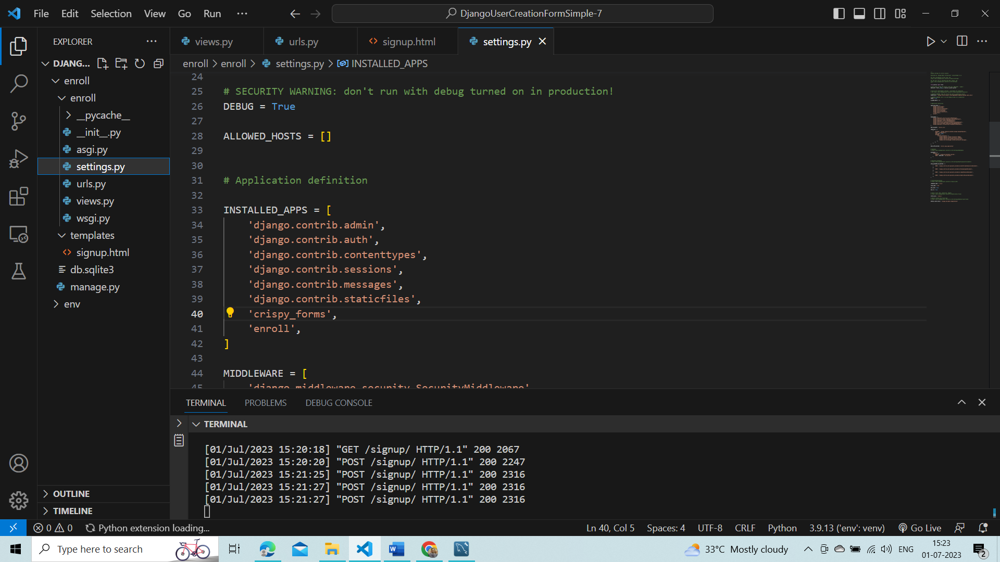 File Edit Selection View Go Run ···
DjangoUserCreationFormSimple-7
EXPLORER
views.py
urls.py
signup.html
settings.py
DJANG...
enroll
enroll
__pycache__
__init__.py
asgi.py
settings.py
urls.py
views.py
wsgi.py
templates
signup.html
db.sqlite3
manage.py
env
OUTLINE
TIMELINE
enroll > enroll > settings.py > INSTALLED_APPS
24
25 # SECURITY WARNING: don't run with debug turned on in production!
26 DEBUG = True
27
28 ALLOWED_HOSTS = []
29
30
31 # Application definition
32
33 INSTALLED_APPS = [
34 'django.contrib.admin',
35 'django.contrib.auth',
36 'django.contrib.contenttypes',
37 'django.contrib.sessions',
38 'django.contrib.messages',
39 'django.contrib.staticfiles',
40 'crispy_forms',
41 'enroll',
42 ]
43
44 MIDDLEWARE = [
45 'django.middleware.security.SecurityMiddleware'
TERMINAL PROBLEMS DEBUG CONSOLE
TERMINAL
[01/Jul/2023 15:20:18] "GET /signup/ HTTP/1.1" 200 2067
[01/Jul/2023 15:20:20] "POST /signup/ HTTP/1.1" 200 2247
[01/Jul/2023 15:21:25] "POST /signup/ HTTP/1.1" 200 2316
[01/Jul/2023 15:21:27] "POST /signup/ HTTP/1.1" 200 2316
[01/Jul/2023 15:21:27] "POST /signup/ HTTP/1.1" 200 2316
0 0 Python extension loading... Ln 40, Col 5 Spaces: 4 UTF-8 CRLF Python 3.9.13 ('env': venv) Go Live
Type here to search
33°C Mostly cloudy
ENG
15:23
01-07-2023
2